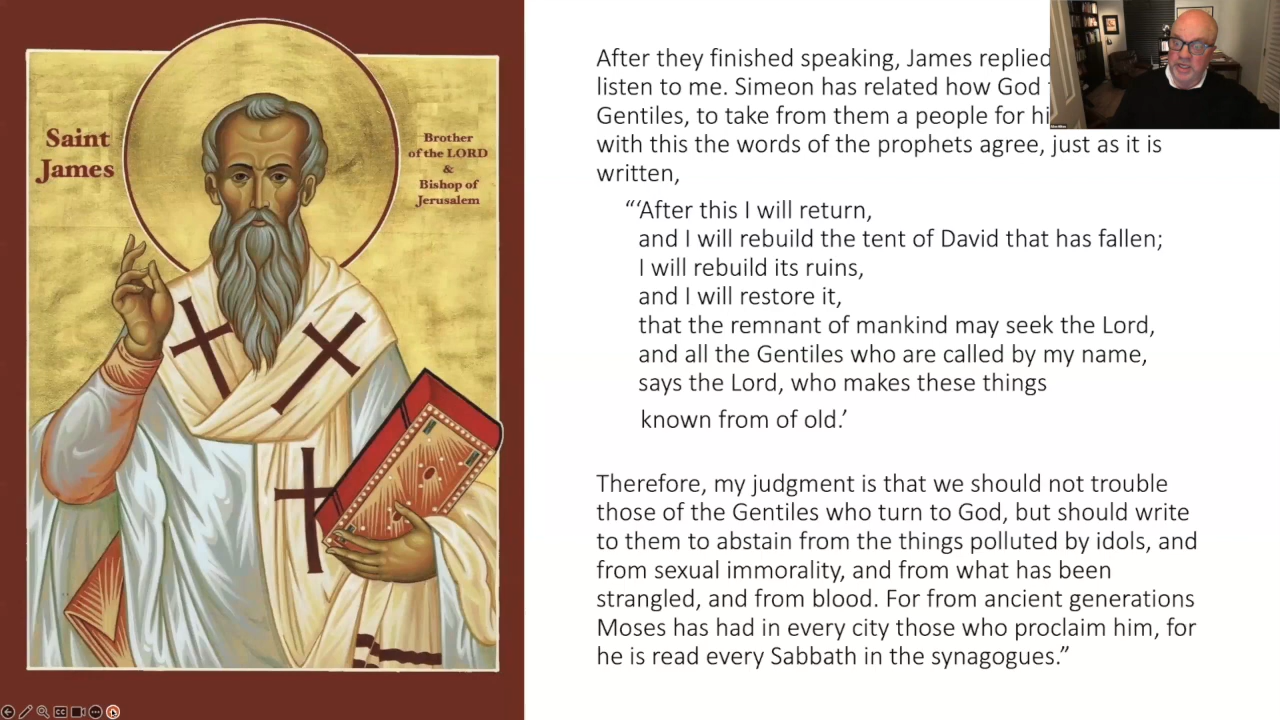 Saint
James
Brother
of the LORD
&
Bishop of
Jerusalem
After they finished speaking, James replied
listen to me. Simeon has related how God
Gentiles, to take from them a people for hi
with this the words of the prophets agree, just as it is
written,
“‘After this I will return,
and I will rebuild the tent of David that has fallen;
I will rebuild its ruins,
and I will restore it,
that the remnant of mankind may seek the Lord,
and all the Gentiles who are called by my name,
says the Lord, who makes these things
known from of old.’
Therefore, my judgment is that we should not trouble
those of the Gentiles who turn to God, but should write
to them to abstain from the things polluted by idols, and
from sexual immorality, and from what has been
strangled, and from blood. For from ancient generations
Moses has had in every city those who proclaim him, for
he is read every Sabbath in the synagogues.”